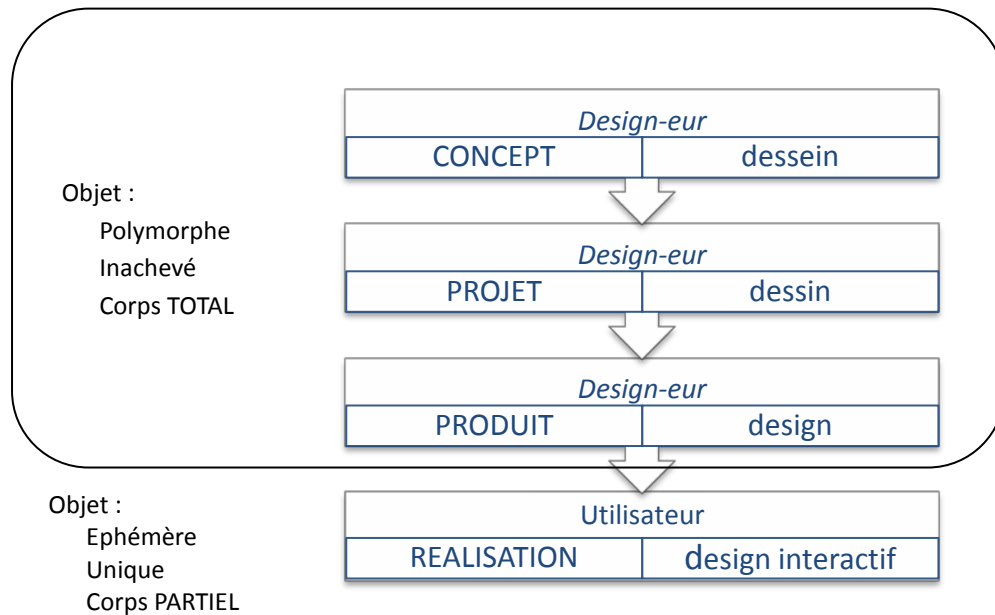 Design-eur
CONCEPT dessein
Objet :
Polymorphe
Inachevé
Corps TOTAL
Design-eur
PROJET dessin
Design-eur
PRODUIT design
Objet :
Ephémère
Unique
Corps PARTIEL
Utilisateur
REALISATION design interactif